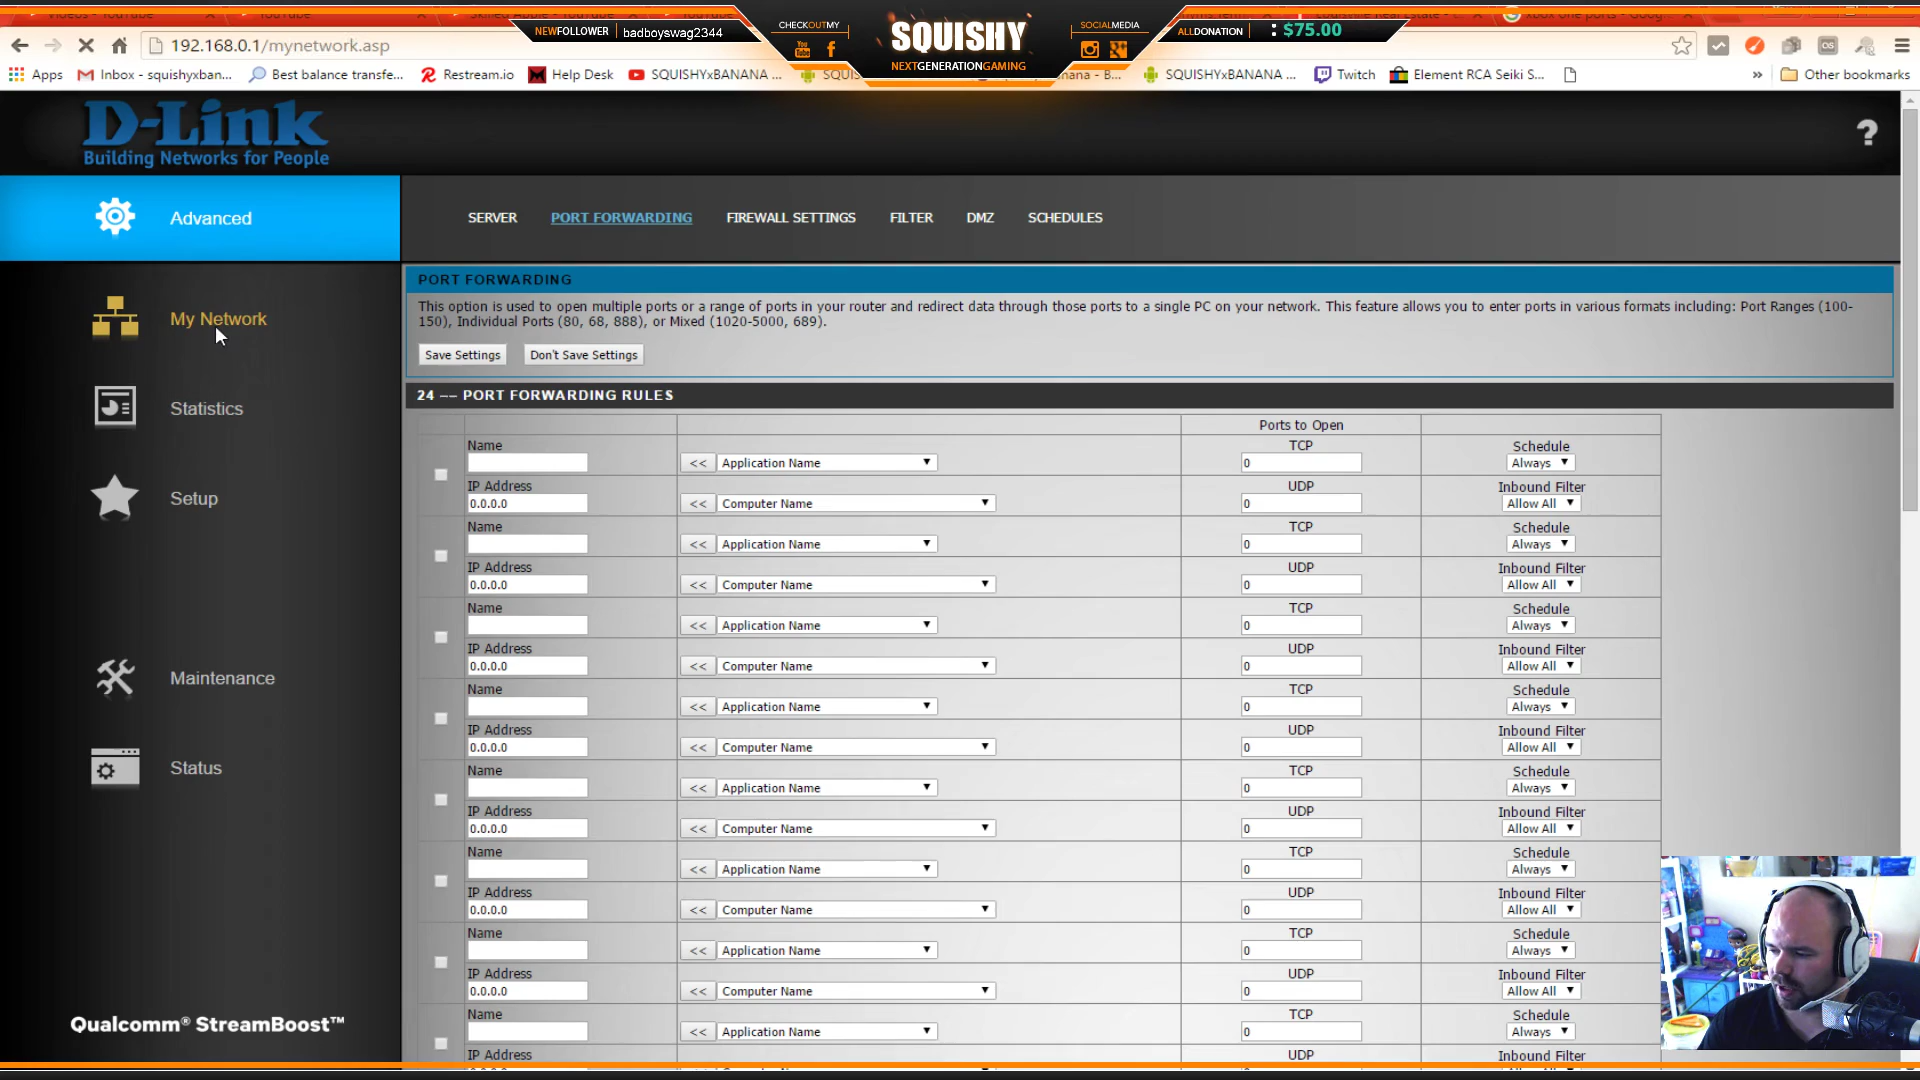 Videos - YouTube
YouTube
Skilled Apple - YouTube
YouTube
xbox one ports - Goog
NEWFOLLOWER badboyswag2344
CHECKOUTMY
SQUISHY
NEXTGENERATIONGAMING
SOCIALMEDIA
ALLDONATION : $75.00
192.168.0.1/mynetwork.asp
Apps Inbox - squishyxban... Best balance transfe... Restream.io Help Desk SQUISHYxBANANA ... SQUIS ana - B... SQUISHYxBANANA ... Twitch Element RCA Seiki S... » Other bookmarks
D-Link
Building Networks for People
?
Advanced
SERVER PORT FORWARDING FIREWALL SETTINGS FILTER DMZ SCHEDULES
My Network
Statistics
Setup
Maintenance
Status
Qualcomm® StreamBoost™
PORT FORWARDING
This option is used to open multiple ports or a range of ports in your router and redirect data through those ports to a single PC on your network. This feature allows you to enter ports in various formats including: Port Ranges (100-
150), Individual Ports (80, 68, 888), or Mixed (1020-5000, 689).
Save Settings Don't Save Settings
24 -- PORT FORWARDING RULES
Ports to Open
Name TCP Schedule
<< Application Name 0 Always
IP Address UDP Inbound Filter
0.0.0.0 << Computer Name 0 Allow All
Name TCP Schedule
<< Application Name 0 Always
IP Address UDP Inbound Filter
0.0.0.0 << Computer Name 0 Allow All
Name TCP Schedule
<< Application Name 0 Always
IP Address UDP Inbound Filter
0.0.0.0 << Computer Name 0 Allow All
Name TCP Schedule
<< Application Name 0 Always
IP Address UDP Inbound Filter
0.0.0.0 << Computer Name 0 Allow All
Name TCP Schedule
<< Application Name 0 Always
IP Address UDP Inbound Filter
0.0.0.0 << Computer Name 0 Allow All
Name TCP Schedule
<< Application Name 0 Always
IP Address UDP Inbound Filter
0.0.0.0 << Computer Name 0 Allow All
Name TCP Schedule
<< Application Name 0 Always
IP Address UDP Inbound Filter
0.0.0.0 << Computer Name 0 Allow All
Name TCP Schedule
<< Application Name 0 Always
IP Address UDP Inbound Filter